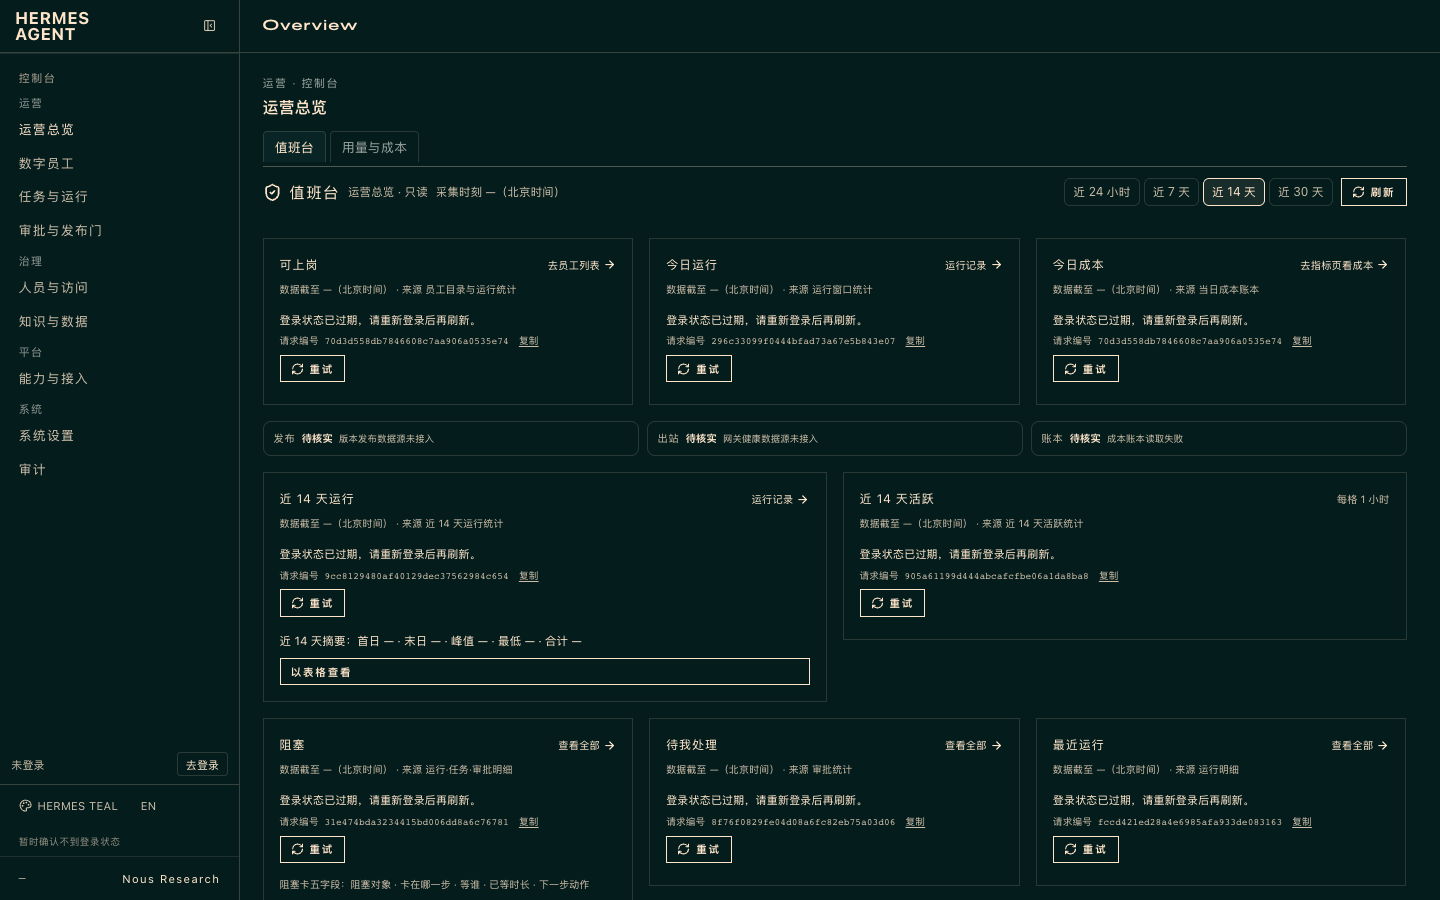 HERMES
AGENT
Overview
控制台
运营
运营总览
数字员工
任务与运行
审批与发布门
治理
人员与访问
知识与数据
平台
能力与接入
系统
系统设置
审计
未登录
去登录
HERMES TEAL EN
暂时确认不到登录状态
— Nous Research
运营 · 控制台
运营总览
值班台 用量与成本
值班台 运营总览 · 只读 采集时刻 —（北京时间）
近 24 小时 近 7 天 近 14 天 近 30 天 刷新
可上岗 去员工列表 →
数据截至 —（北京时间） · 来源 员工目录与运行统计
登录状态已过期，请重新登录后再刷新。
请求编号 70d3d558db7846608c7aa906a0535e74 复制
重试
今日运行 运行记录 →
数据截至 —（北京时间） · 来源 运行窗口统计
登录状态已过期，请重新登录后再刷新。
请求编号 296c33099f0444bfad73a67e5b843e07 复制
重试
今日成本 去指标页看成本 →
数据截至 —（北京时间） · 来源 当日成本账本
登录状态已过期，请重新登录后再刷新。
请求编号 70d3d558db7846608c7aa906a0535e74 复制
重试
发布 待核实 版本发布数据源未接入
出站 待核实 网关健康数据源未接入
账本 待核实 成本账本读取失败
近 14 天运行 运行记录 →
数据截至 —（北京时间） · 来源 近 14 天运行统计
登录状态已过期，请重新登录后再刷新。
请求编号 9cc8129480af40129dec37562984c654 复制
重试
近 14 天摘要：首日 — · 末日 — · 峰值 — · 最低 — · 合计 —
以表格查看
近 14 天活跃 每格 1 小时
数据截至 —（北京时间） · 来源 近 14 天活跃统计
登录状态已过期，请重新登录后再刷新。
请求编号 905a61199d444abcafcfbe06a1da8ba8 复制
重试
阻塞 查看全部 →
数据截至 —（北京时间） · 来源 运行·任务·审批明细
登录状态已过期，请重新登录后再刷新。
请求编号 31e474bda3234415bd006dd8a6c76781 复制
重试
阻塞卡五字段：阻塞对象 · 卡在哪一步 · 等谁 · 已等时长 · 下一步动作
待我处理 查看全部 →
数据截至 —（北京时间） · 来源 审批统计
登录状态已过期，请重新登录后再刷新。
请求编号 8f76f0829fe04d08a6fc82eb75a03d06 复制
重试
最近运行 查看全部 →
数据截至 —（北京时间） · 来源 运行明细
登录状态已过期，请重新登录后再刷新。
请求编号 fccd421ed28a4e6985afa933de083163 复制
重试